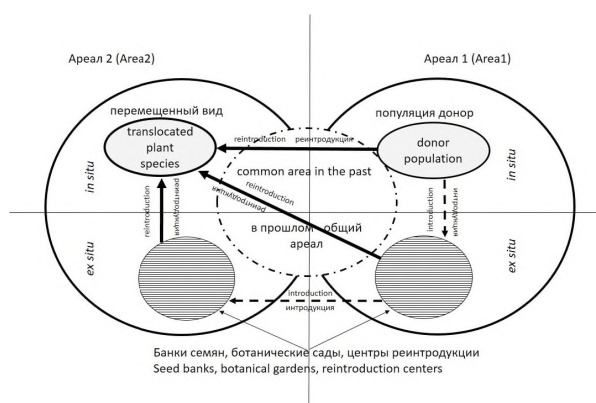 Ареал 2 (Area2)
Ареал 1 (Area1)
перемещенный вид
популяция донор
translocated
plant
species
reintroduction реинтродукция
donor
population
in situ
in situ
common area in the past
reintroduction
реинтродукция
reintroduction
реинтродукция
introduction
интродукция
в прошлом общий
ареал
ex situ
ex situ
introduction
интродукция
Банки семян, ботанические сады, центры реинтродукции
Seed banks, botanical gardens, reintroduction centers